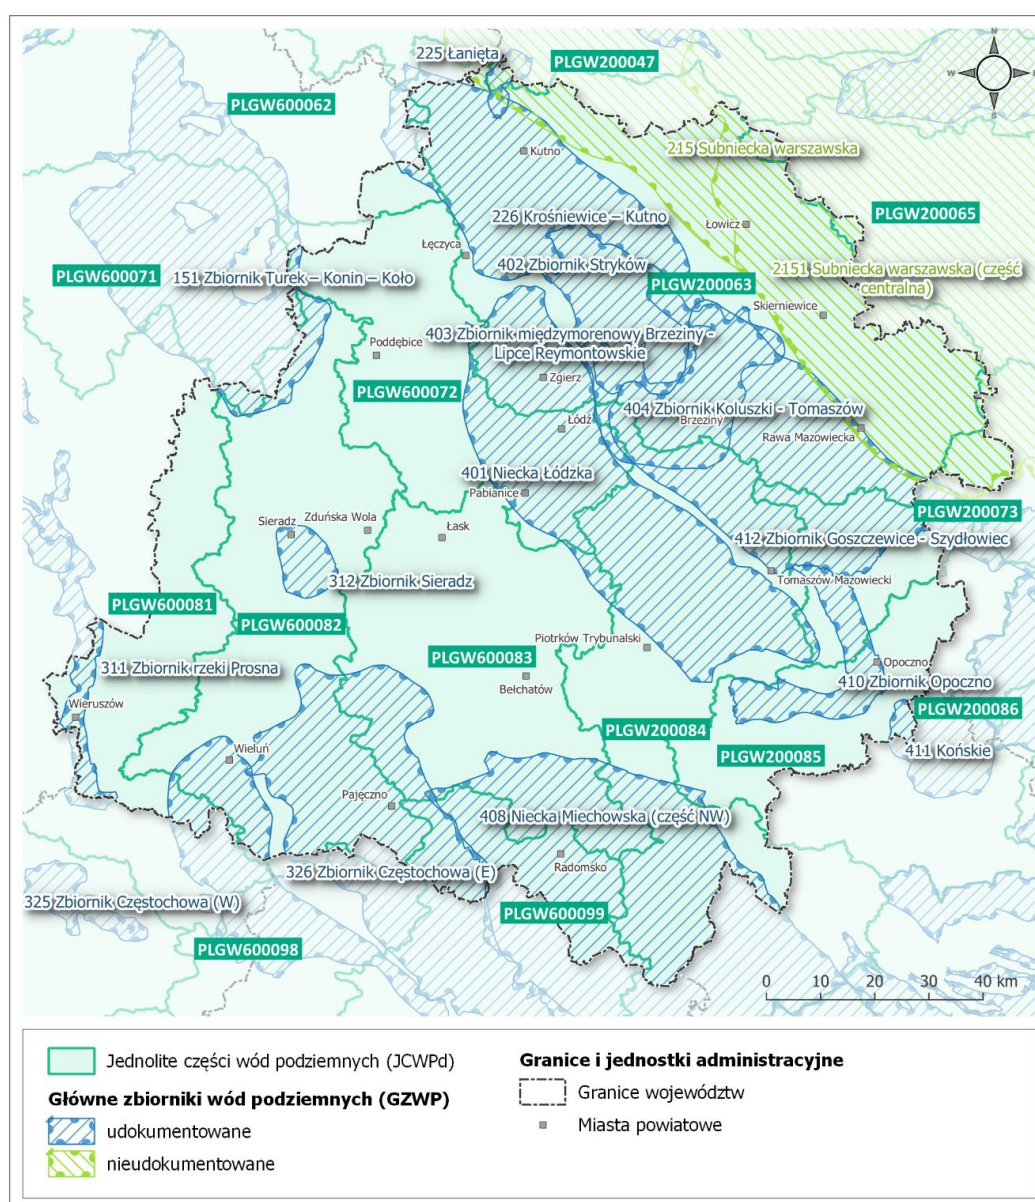 225 Łanięta
PLGW200047
N
W
S
PLGW600062
215 Subniecka warszawska
Kutno
226 Krośniewice – Kutno
PLGW200065
Łowicz
Łęczyca
402 Zbiornik Stryków
PLGW600071
151 Zbiornik Turek – Konin – Koło
2151 Subniecka warszawska (część
centralna)
PLGW200063
Skierniewice
403 Zbiornik międzymorenowy Brzeziny -
Lipce Reymontowskie
Poddębice
Zgierz
PLGW600072
404 Zbiornik Koluszki - Tomaszów
Łódź
Brzeziny
Rawa Mazowiecka
401 Niecka Łódzka
Pabianice
PLGW200073
Sieradz
Zduńska Wola
Łask
412 Zbiornik Goszczewice - Szydłowiec
312 Zbiornik Sieradz
Tomaszów Mazowiecki
PLGW600081
PLGW600082
Piotrków Trybunalski
PLGW600083
311 Zbiornik rzeki Prosna
Bełchatów
Opoczno
410 Zbiornik Opoczno
Wieruszów
PLGW200086
PLGW200084
PLGW200085
411 Końskie
Wieluń
Pajęczno
408 Niecka Miechowska (część NW)
Radomsko
326 Zbiornik Częstochowa (E)
325 Zbiornik Częstochowa (W)
PLGW600099
PLGW600098
0 10 20 30 40 km
Jednolite części wód podziemnych (JCWPd)
Główne zbiorniki wód podziemnych (GZWP)
udokumentowane
nieudokumentowane
Granice i jednostki administracyjne
Granice województw
Miasta powiatowe